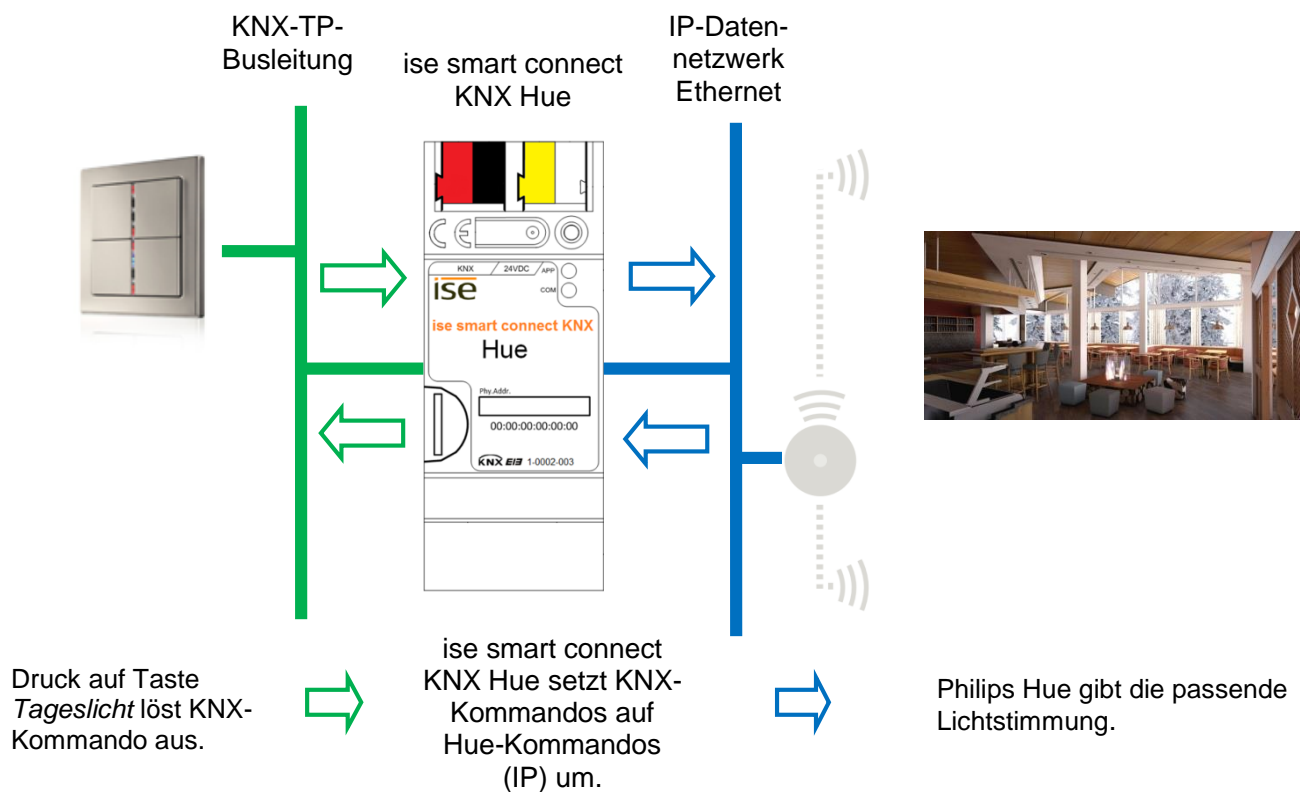 KNX-TP-
Busleitung
ise smart connect
KNX Hue
IP-Daten-
netzwerk
Ethernet
KNX
24VDC
APP
COM
ise
ise smart connect KNX
Hue
Phy.Addr.
00:00:00:00:00:00
KNX EIB 1-0002-003
Druck auf Taste
Tageslicht löst KNX-
Kommando aus.
ise smart connect
KNX Hue setzt KNX-
Kommandos auf
Hue-Kommandos
(IP) um.
Philips Hue gibt die passende
Lichtstimmung.